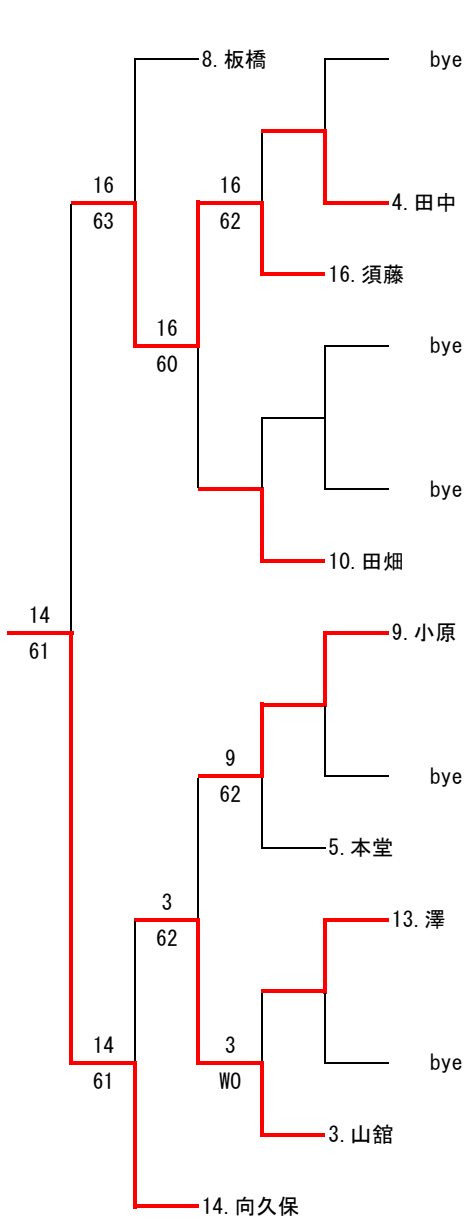 8. 板橋
bye
16
63
16
62
4. 田中
16. 須藤
16
60
bye
bye
10. 田畑
14
61
9. 小原
9
62
bye
5. 本堂
3
62
13. 澤
14
61
3
WO
bye
3. 山舘
14. 向久保